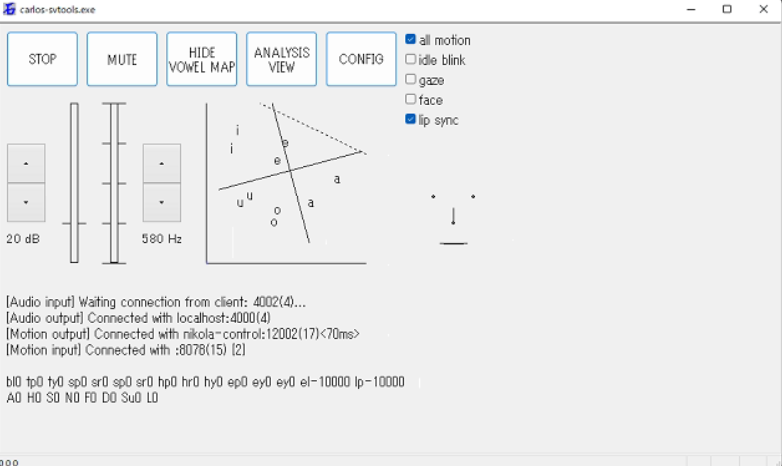 carlos-svtools.exe
STOP
MUTE
HIDE
VOWEL MAP
ANALYSIS
VIEW
CONFIG
all motion
idle blink
gaze
face
lip sync
i
i
e
e
a
a
u
u
o
o
20 dB
580 Hz
[Audio input] Waiting connection from client: 4002(4)...
[Audio output] Connected with localhost:4000(4)
[Motion output] Connected with nikola-control:12002(17)<70ms>
[Motion input] Connected with :8078(15) [2]
bl0 tp0 ty0 sp0 sr0 sp0 sr0 hp0 hr0 hy0 ep0 ey0 ey0 el-10000 lp-10000
A0 H0 S0 N0 F0 D0 Su0 L0